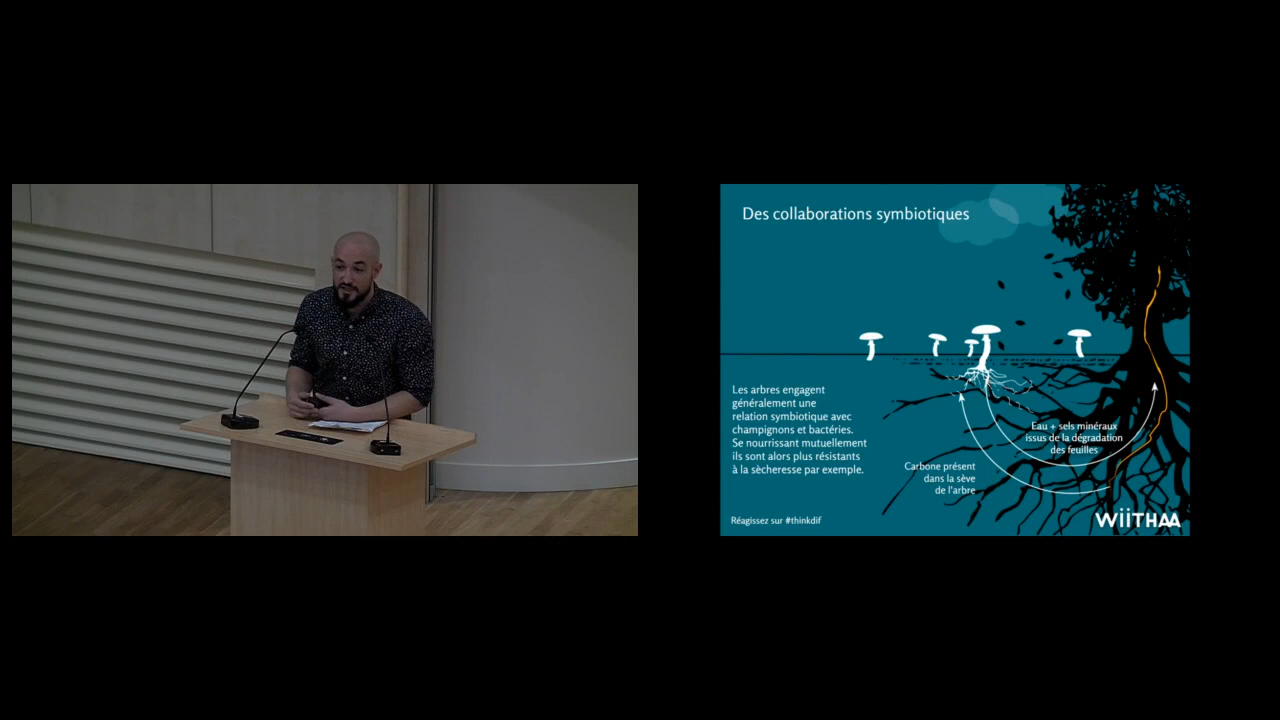 Des collaborations symbiotiques
Les arbres engagent
généralement une
relation symbiotique avec
champignons et bactéries.
Se nourrissant mutuellement
ils sont alors plus résistants
à la sècheresse par exemple.
Eau + sels minéraux
issus de la dégradation
des feuilles
Carbone présent
dans la sève
de l'arbre
Réagissez sur #thinkdif
WiiTHAA